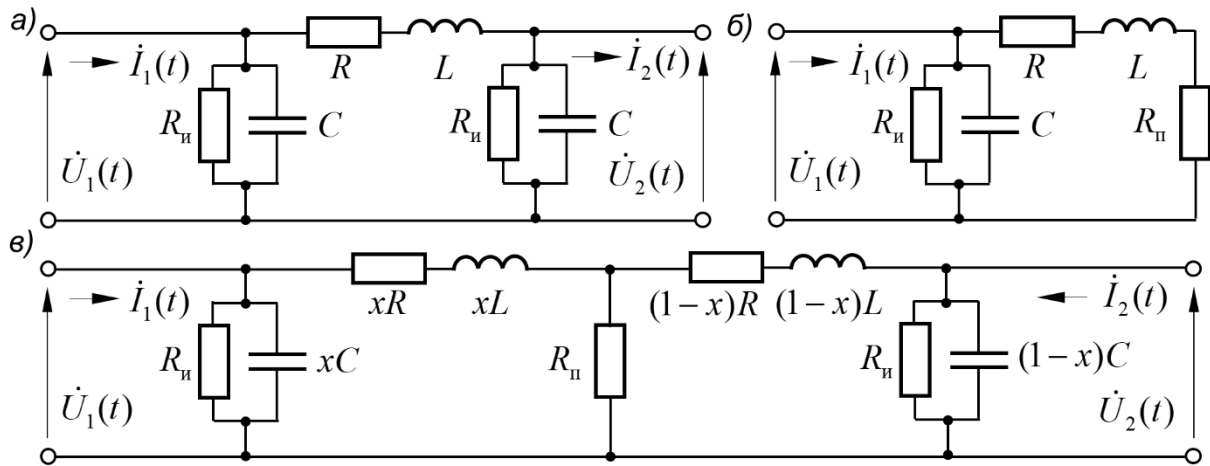 а)
R L
İ₁(t) İ₂(t)
Rи C Rи C
U̇₁(t) U̇₂(t)
б)
İ₁(t) R L
Rи C Rп
U̇₁(t)
в)
İ₁(t) xR xL (1−x)R (1−x)L İ₂(t)
Rи xC Rп Rи (1−x)C
U̇₁(t) U̇₂(t)